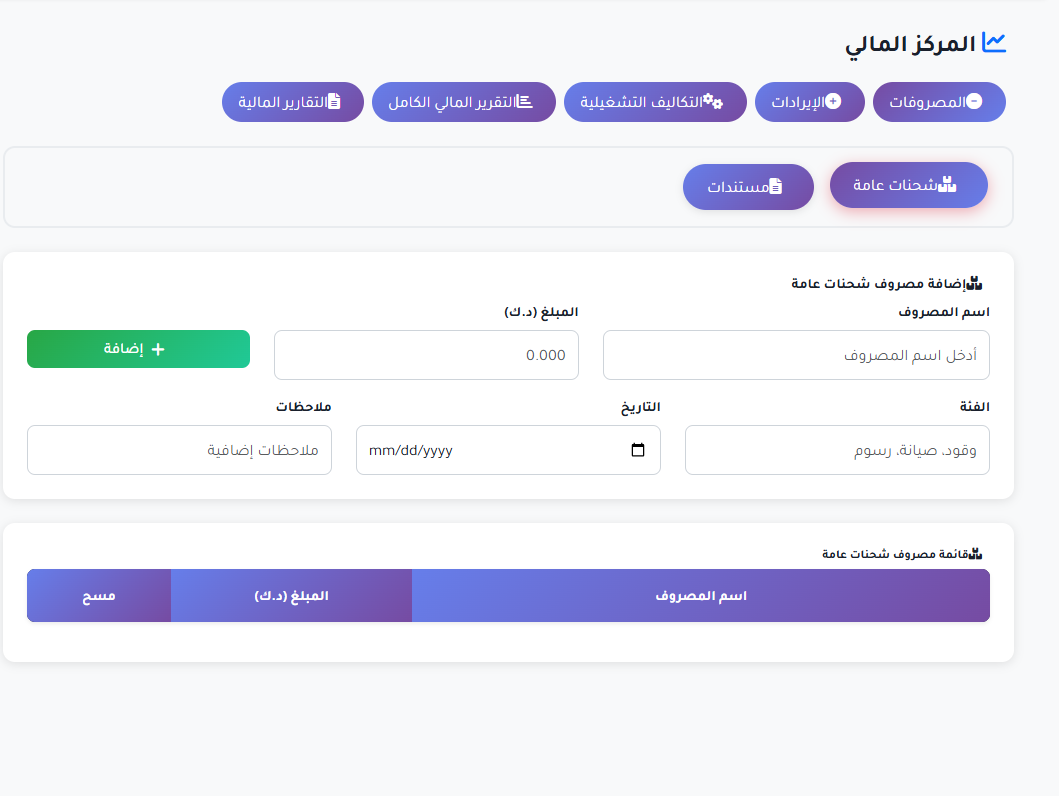 المركز المالي
المصروفات
الإيرادات
التكاليف التشغيلية
التقرير المالي الكامل
التقارير المالية
شحنات عامة
مستندات
إضافة مصروف شحنات عامة
اسم المصروف
المبلغ (د.ك)
أدخل اسم المصروف
0.000
إضافة
الفئة
التاريخ
ملاحظات
وقود، صيانة، رسوم
mm/dd/yyyy
ملاحظات إضافية
قائمة مصروف شحنات عامة
اسم المصروف
المبلغ (د.ك)
مسح